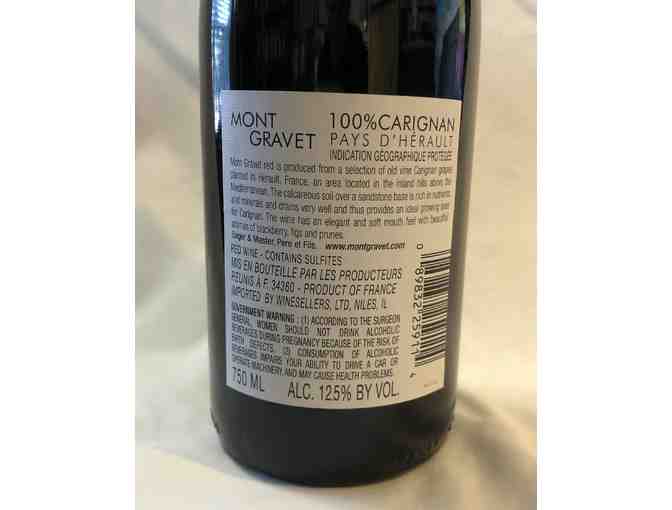 MONT GRAVET
100%CARIGNAN
PAYS D'HÉRAULT
INDICATION GÉOGRAPHIQUE PROTÉGÉE
Mont Gravet red is produced from a selection of old vine Carignan grapes
planted in Hérault, France, an area located in the inland hills above the
Mediterranean. The calcareous soil over a sandstone base is rich in nutrients
and minerals and drains very well and thus provides an ideal growing base
for Carignan. The wine has an elegant and soft mouth feel with beautiful
aromas of blackberry, figs and prunes.
& Master, Pere et Fils. www.montgravet.com
RED WINE - CONTAINS SULFITES
MIS EN BOUTEILLE PAR LES PRODUCTEURS
RÉUNIS À F. 34360 - PRODUCT OF FRANCE
IMPORTED BY WINESELLERS, LTD, NILES, IL
GOVERNMENT WARNING : (1) ACCORDING TO THE SURGEON
GENERAL, WOMEN SHOULD NOT DRINK ALCOHOLIC
BEVERAGES DURING PREGNANCY BECAUSE OF THE RISK OF
BIRTH DEFECTS. (2) CONSUMPTION OF ALCOHOLIC
BEVERAGES IMPAIRS YOUR ABILITY TO DRIVE A CAR OR
OPERATE MACHINERY, AND MAY CAUSE HEALTH PROBLEMS.
750 ML ALC. 12.5% BY VOL.
0 89832 25911 4